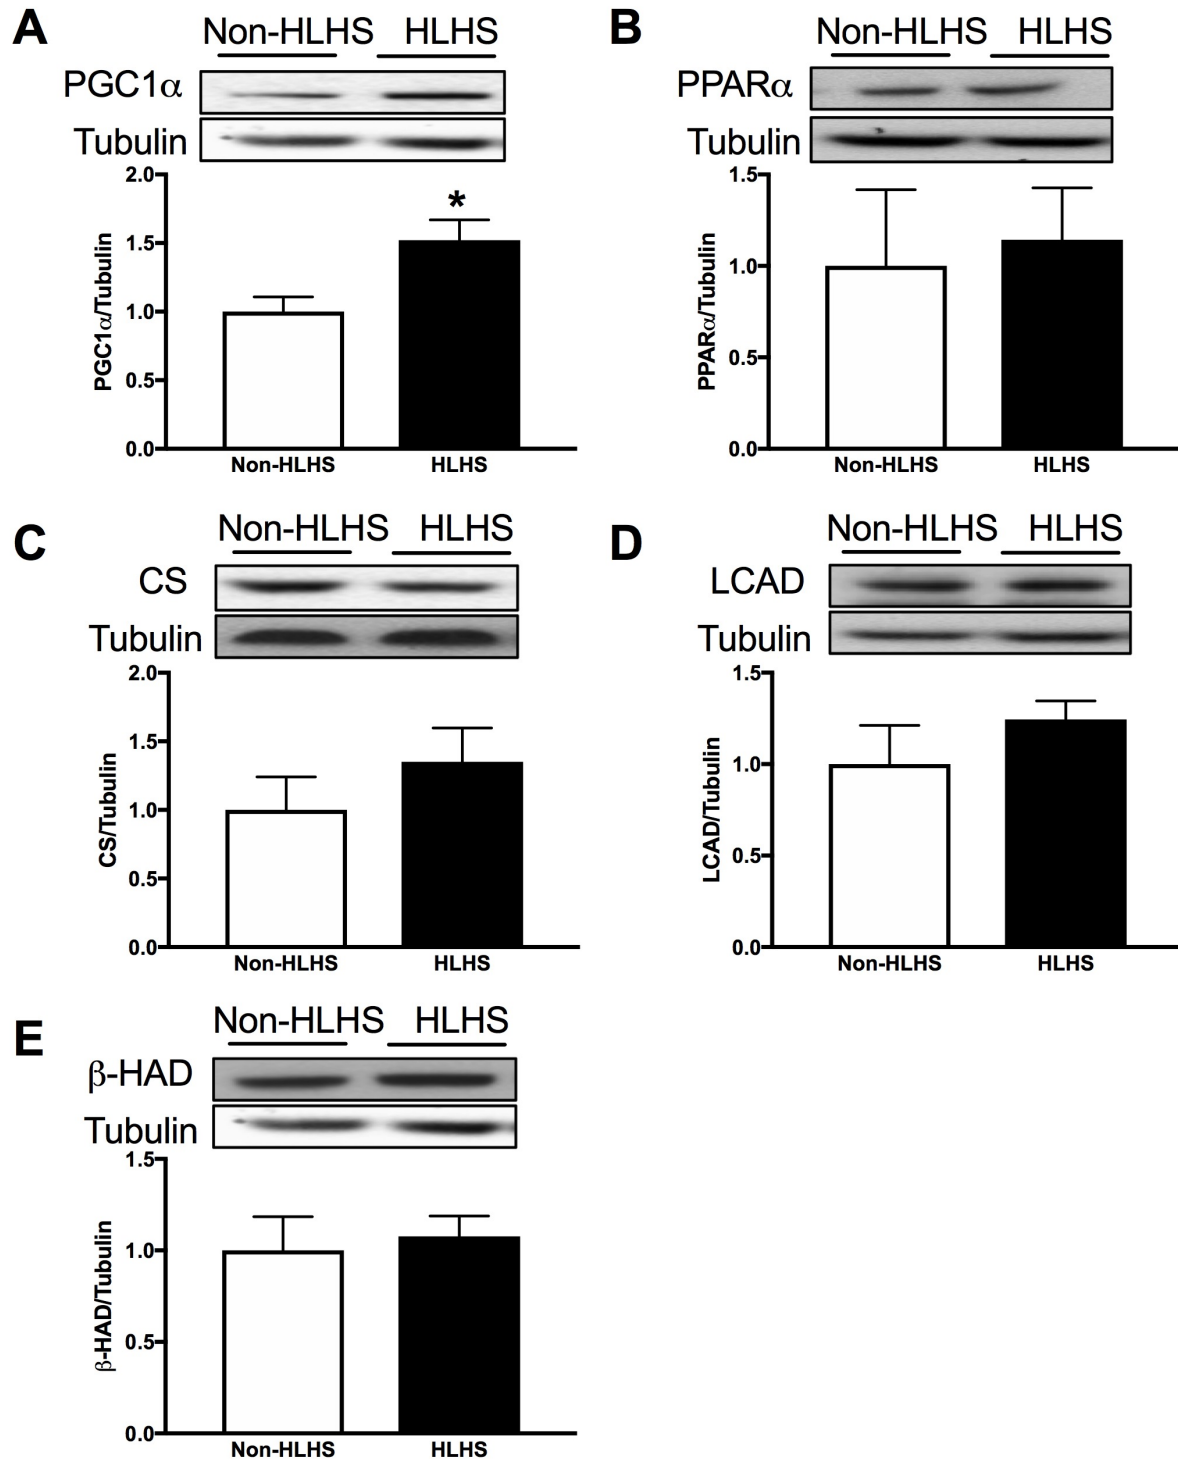 A
Non-HLHS HLHS
PGC1α
Tubulin
2.0
1.5
1.0
0.5
0.0
PGC1α/Tubulin
*
Non-HLHS HLHS
B
Non-HLHS HLHS
PPARα
Tubulin
1.5
1.0
0.5
0.0
PPARα/Tubulin
Non-HLHS HLHS
C
Non-HLHS HLHS
CS
Tubulin
2.0
1.5
1.0
0.5
0.0
CS/Tubulin
Non-HLHS HLHS
D
Non-HLHS HLHS
LCAD
Tubulin
1.5
1.0
0.5
0.0
LCAD/Tubulin
Non-HLHS HLHS
E
Non-HLHS HLHS
β-HAD
Tubulin
1.5
1.0
0.5
0.0
β-HAD/Tubulin
Non-HLHS HLHS